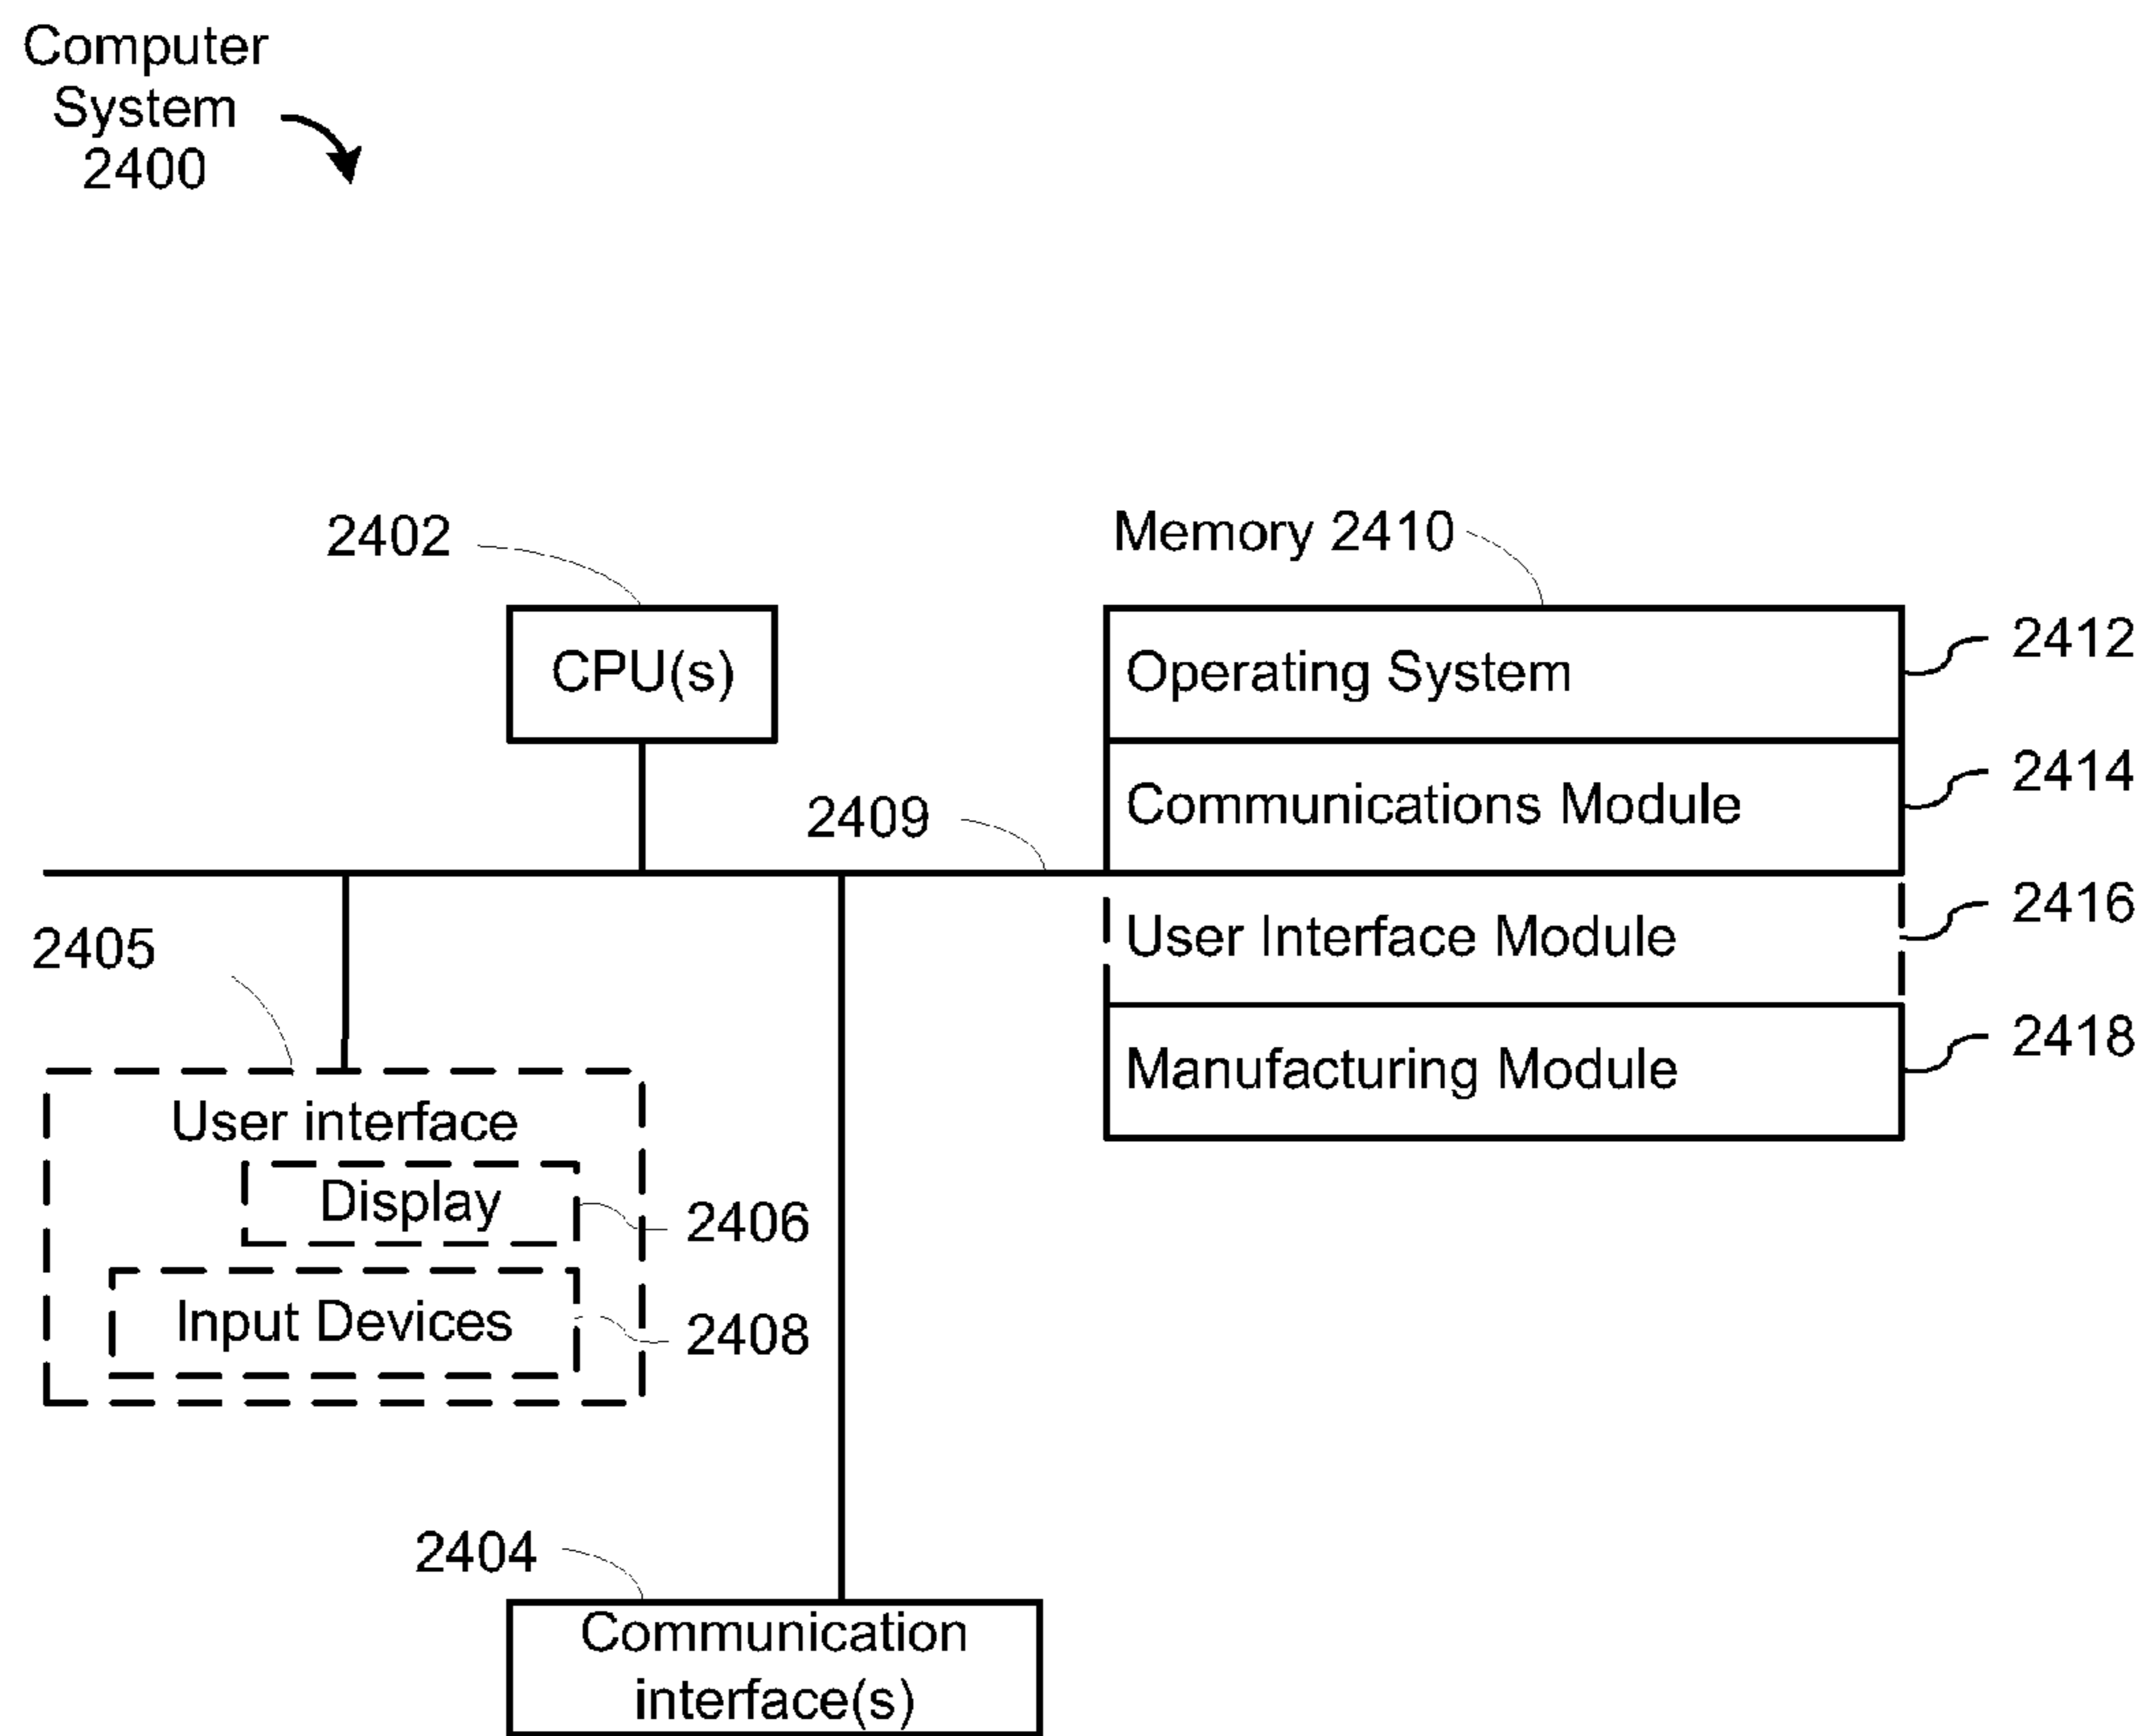 Computer
System
2400
2402
Memory 2410
CPU(s)
Operating System
2412
Communications Module
2414
2409
User Interface Module
2416
2405
Manufacturing Module
2418
User interface
Display
2406
Input Devices
2408
2404
Communication
interface(s)